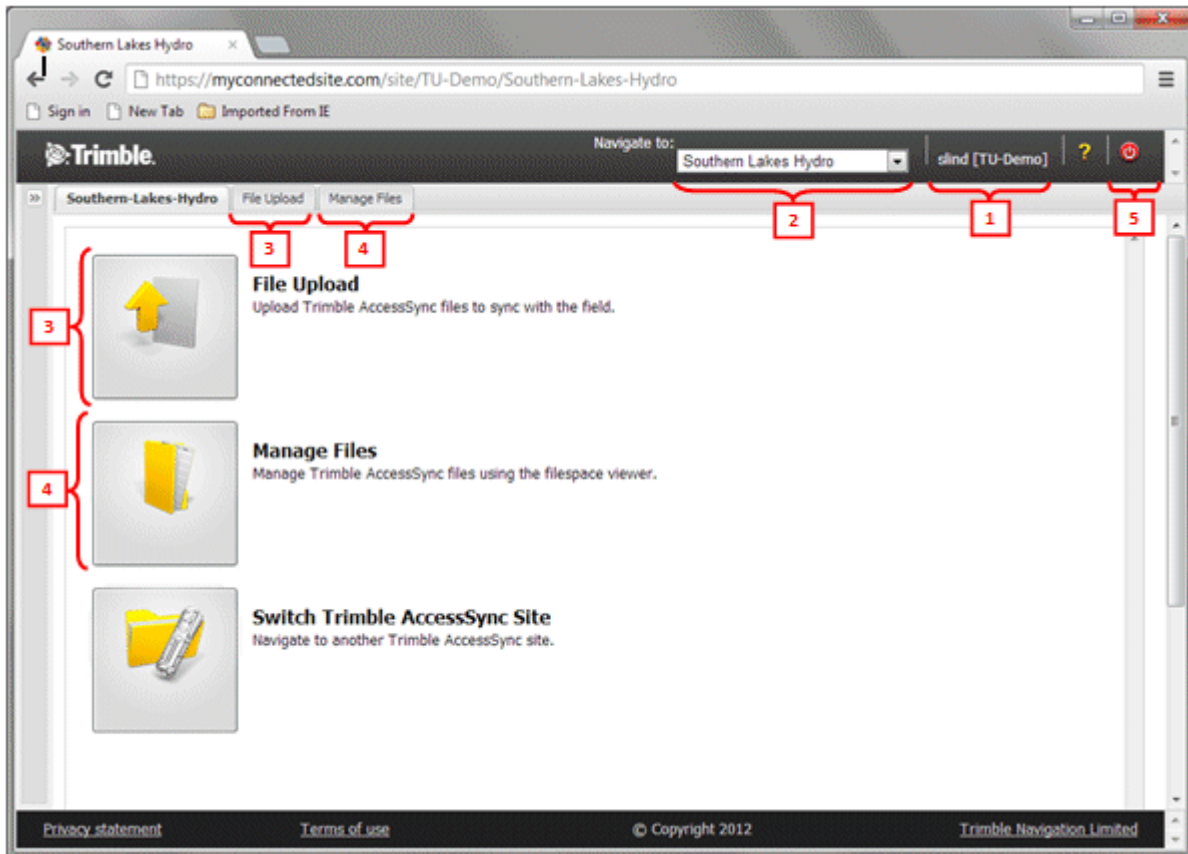 Southern Lakes Hydro
https://myconnectedsite.com/site/TU-Demo/Southern-Lakes-Hydro
Sign in New Tab Imported From IE
Trimble. Navigate to: Southern Lakes Hydro slind [TU-Demo] ?
Southern-Lakes-Hydro File Upload Manage Files
2 1 5
3 4
File Upload
Upload Trimble AccessSync files to sync with the field.
3
Manage Files
Manage Trimble AccessSync files using the filespace viewer.
4
Switch Trimble AccessSync Site
Navigate to another Trimble AccessSync site.
Privacy statement Terms of use © Copyright 2012 Trimble Navigation Limited